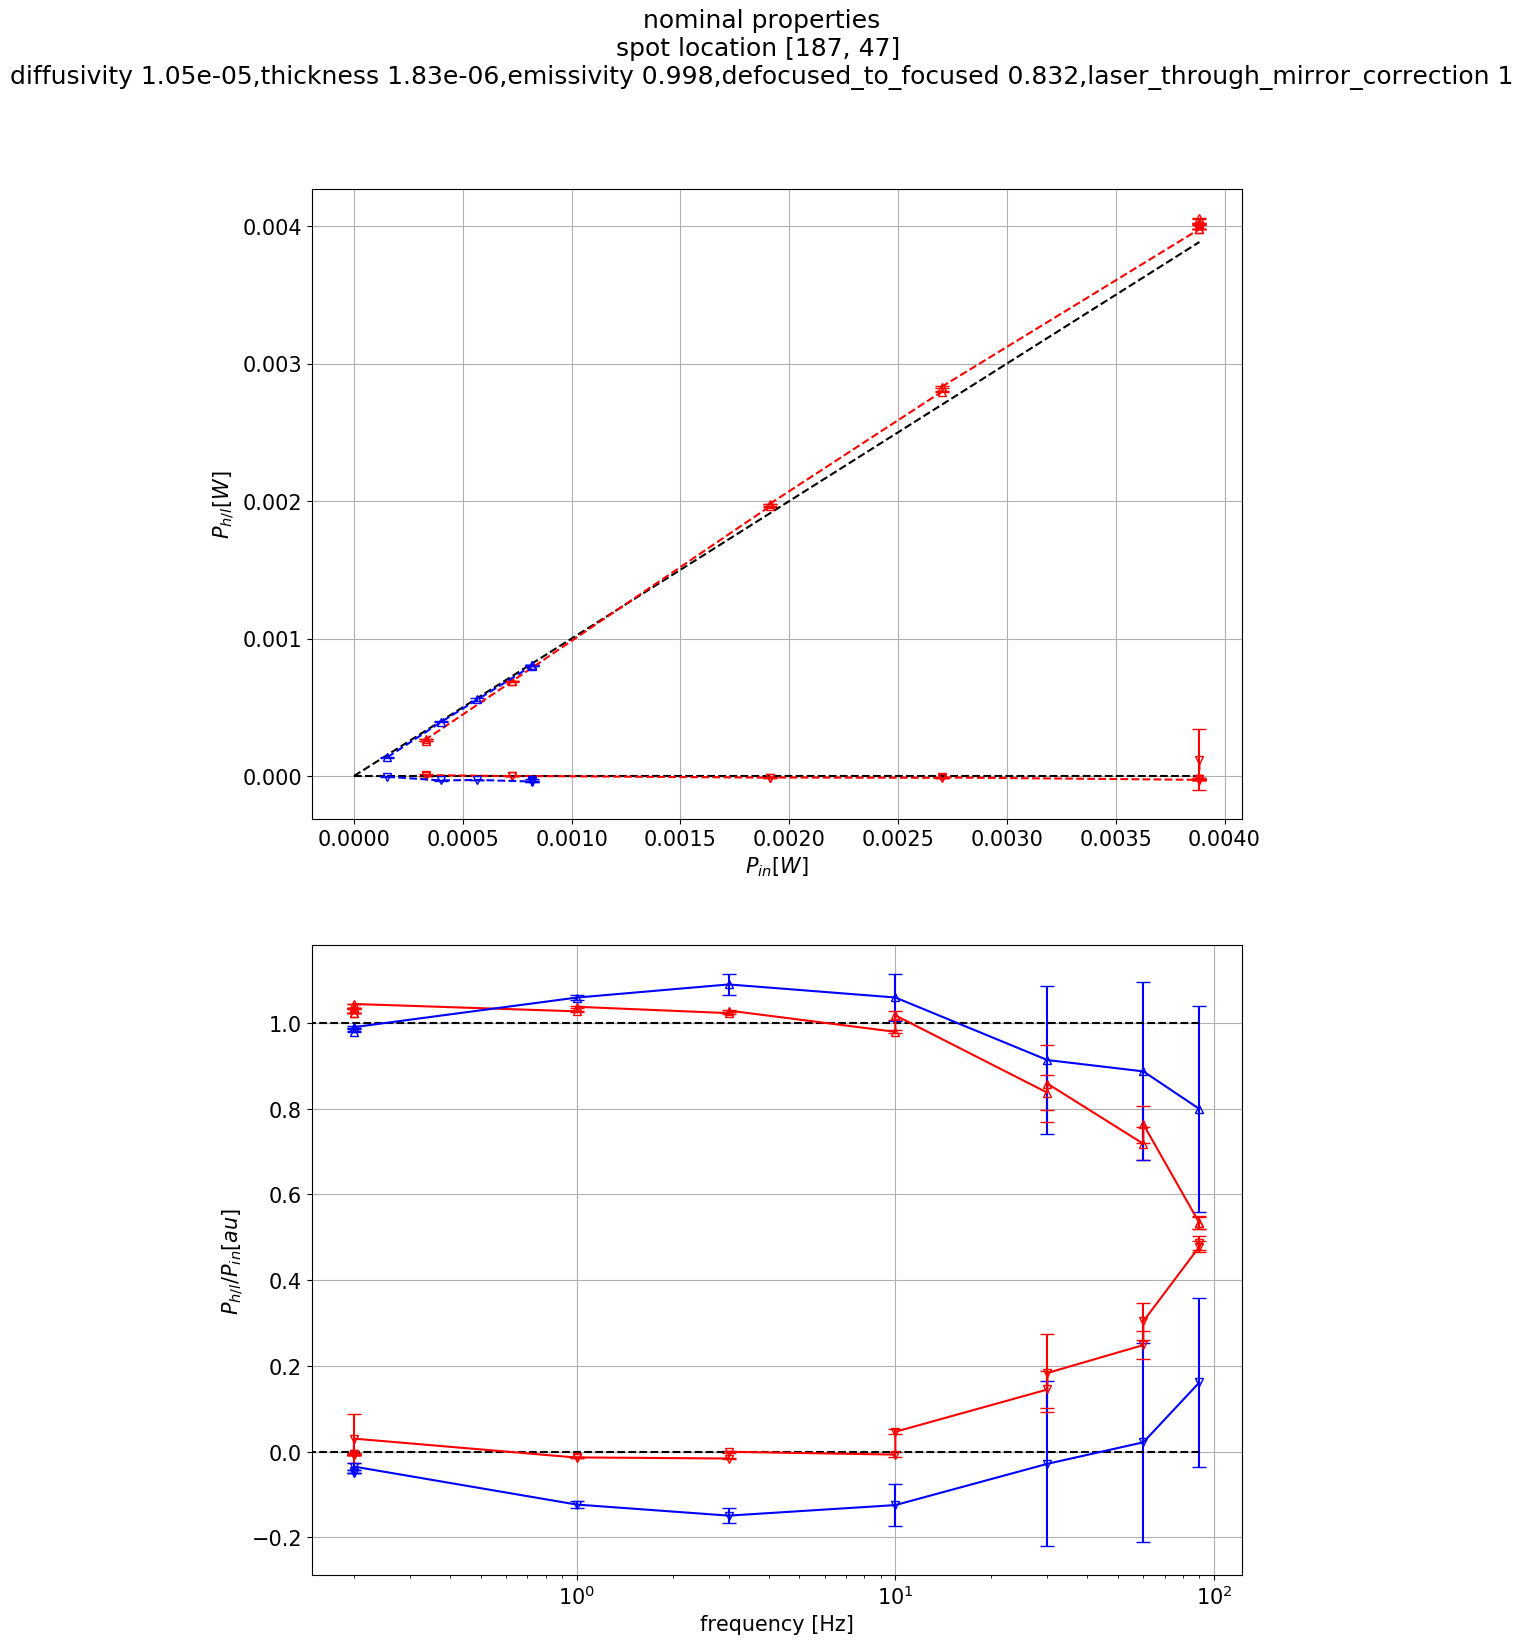 nominal properties
spot location [187, 47]
diffusivity 1.05e-05,thickness 1.83e-06,emissivity 0.998,defocused_to_focused 0.832,laser_through_mirror_correction 1
0.004
0.003
0.002
0.001
0.000
P_{h/l}[W]
0.0000 0.0005 0.0010 0.0015 0.0020 0.0025 0.0030 0.0035 0.0040
P_{in}[W]
1.0
0.8
0.6
0.4
0.2
0.0
−0.2
P_{h/l}/P_{in}[au]
10^0 10^1 10^2
frequency [Hz]